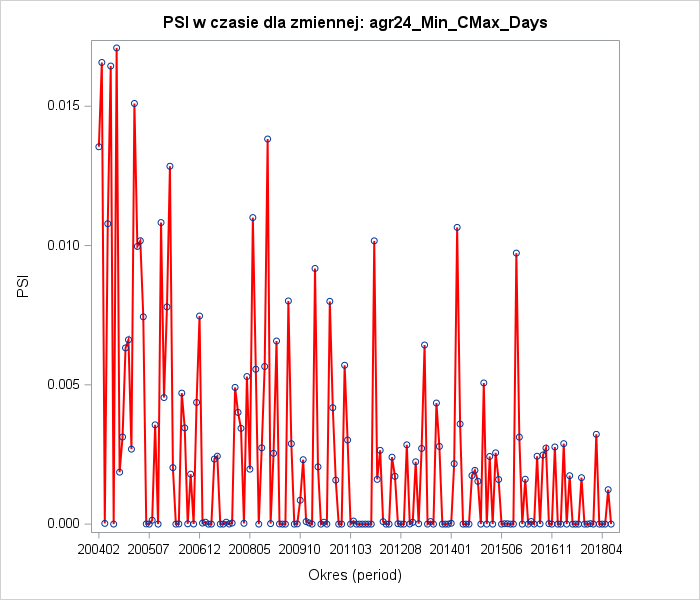 PSI w czasie dla zmiennej: agr24_Min_CMax_Days
0.015
0.010
0.005
0.000
PSI
200402 200507 200612 200805 200910 201103 201208 201401 201506 201611 201804
Okres (period)